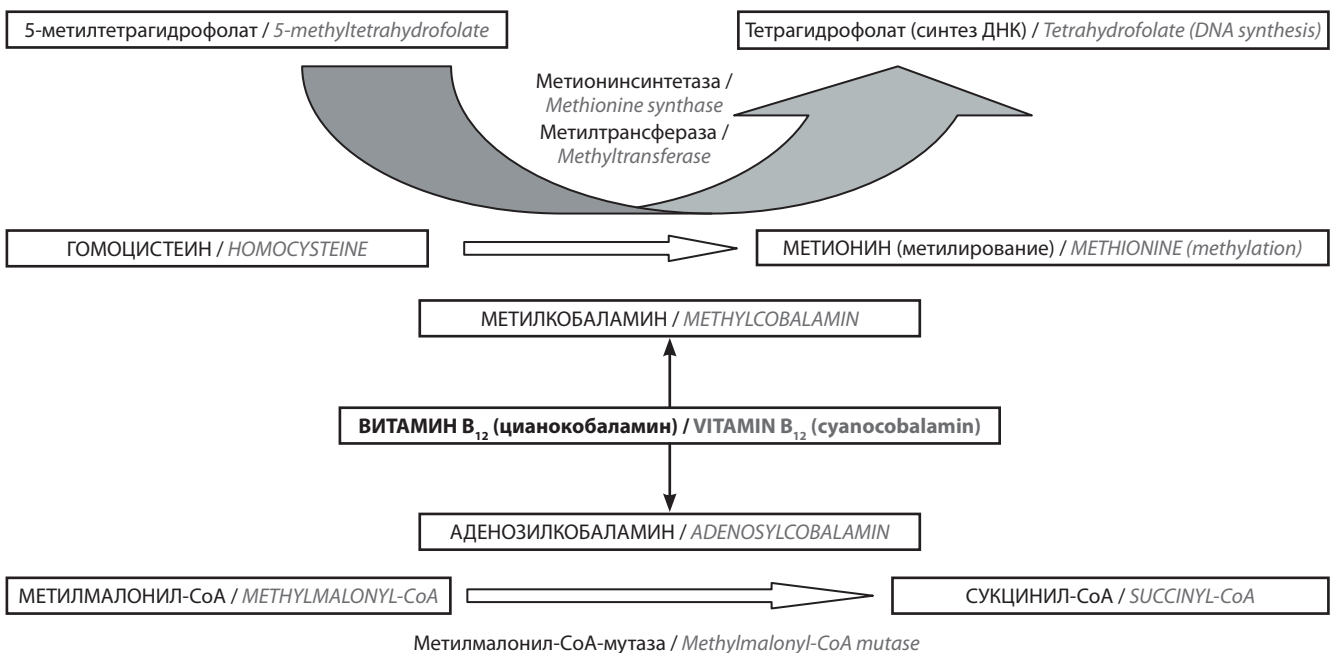 5-метилтетрагидрофолат / 5-methyltetrahydrofolate
Тетрагидрофолат (синтез ДНК) / Tetrahydrofolate (DNA synthesis)
Метионинсинтетаза /
Methionine synthase
Метилтрансфераза /
Methyltransferase
ГОМОЦИСТЕИН / HOMOCYSTEINE
МЕТИОНИН (метилирование) / METHIONINE (methylation)
МЕТИЛКОБАЛАМИН / METHYLCOBALAMIN
ВИТАМИН B₁₂ (цианокобаламин) / VITAMIN B₁₂ (cyanocobalamin)
АДЕНОЗИЛКОБАЛАМИН / ADENOSYLCOBALAMIN
МЕТИЛМАЛОНИЛ-CoA / METHYLMALONYL-CoA
СУКЦИНИЛ-CoA / SUCCINYL-CoA
Метилмалонил-CoA-мутаза / Methylmalonyl-CoA mutase